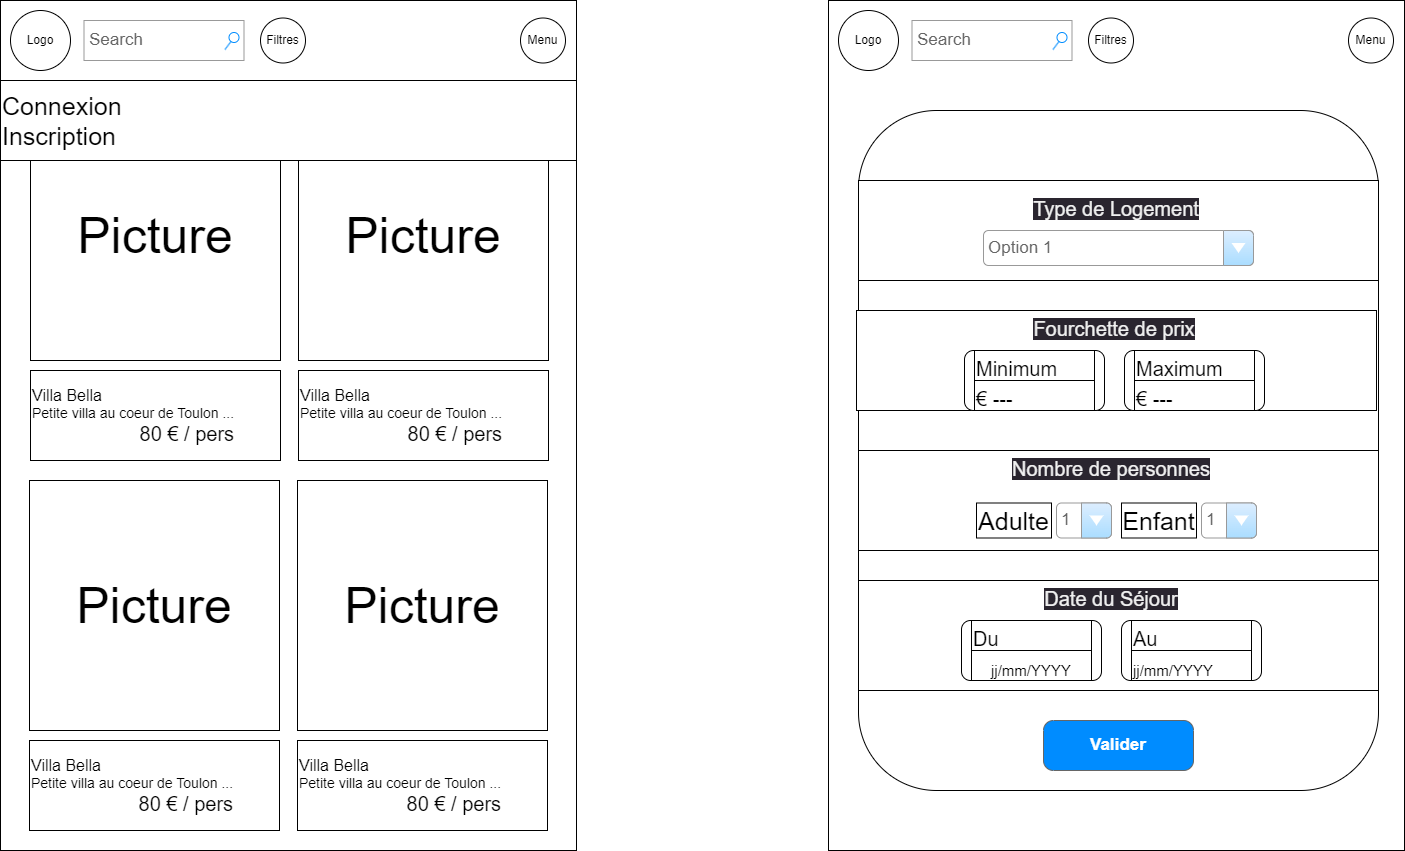 Logo
Search
Filtres
Menu
Connexion
Inscription
Picture
Picture
Villa Bella
Petite villa au coeur de Toulon ...
80 € / pers
Villa Bella
Petite villa au coeur de Toulon ...
80 € / pers
Picture
Picture
Villa Bella
Petite villa au coeur de Toulon ...
80 € / pers
Villa Bella
Petite villa au coeur de Toulon ...
80 € / pers
Logo
Search
Filtres
Menu
Type de Logement
Option 1
Fourchette de prix
Minimum
€ ---
Maximum
€ ---
Nombre de personnes
Adulte 1 Enfant 1
Date du Séjour
Du
jj/mm/YYYY
Au
jj/mm/YYYY
Valider